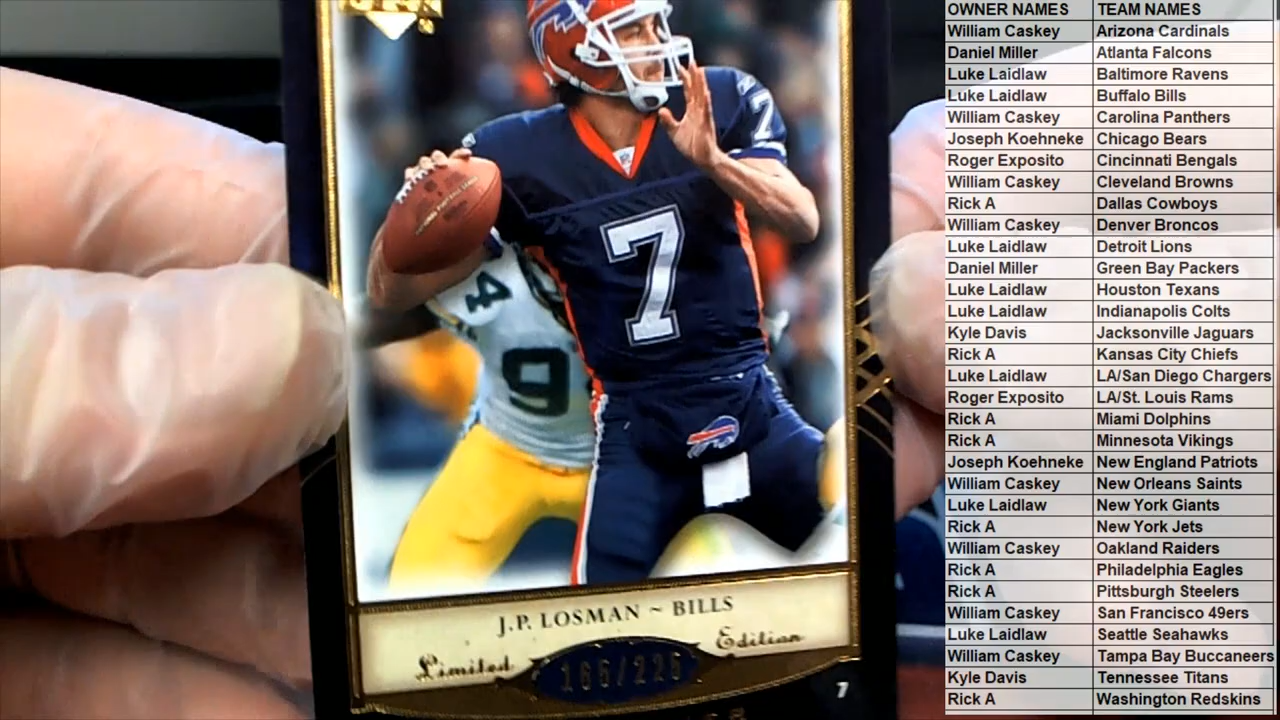 7
7
4
9
J.P. LOSMAN ~ BILLS
Limited Edition
165/225
7
OWNER NAMES TEAM NAMES
William Caskey Arizona Cardinals
Daniel Miller Atlanta Falcons
Luke Laidlaw Baltimore Ravens
Luke Laidlaw Buffalo Bills
William Caskey Carolina Panthers
Joseph Koehneke Chicago Bears
Roger Exposito Cincinnati Bengals
William Caskey Cleveland Browns
Rick A Dallas Cowboys
William Caskey Denver Broncos
Luke Laidlaw Detroit Lions
Daniel Miller Green Bay Packers
Luke Laidlaw Houston Texans
Luke Laidlaw Indianapolis Colts
Kyle Davis Jacksonville Jaguars
Rick A Kansas City Chiefs
Luke Laidlaw LA/San Diego Chargers
Roger Exposito LA/St. Louis Rams
Rick A Miami Dolphins
Rick A Minnesota Vikings
Joseph Koehneke New England Patriots
William Caskey New Orleans Saints
Luke Laidlaw New York Giants
Rick A New York Jets
William Caskey Oakland Raiders
Rick A Philadelphia Eagles
Rick A Pittsburgh Steelers
William Caskey San Francisco 49ers
Luke Laidlaw Seattle Seahawks
William Caskey Tampa Bay Buccaneers
Kyle Davis Tennessee Titans
Rick A Washington Redskins